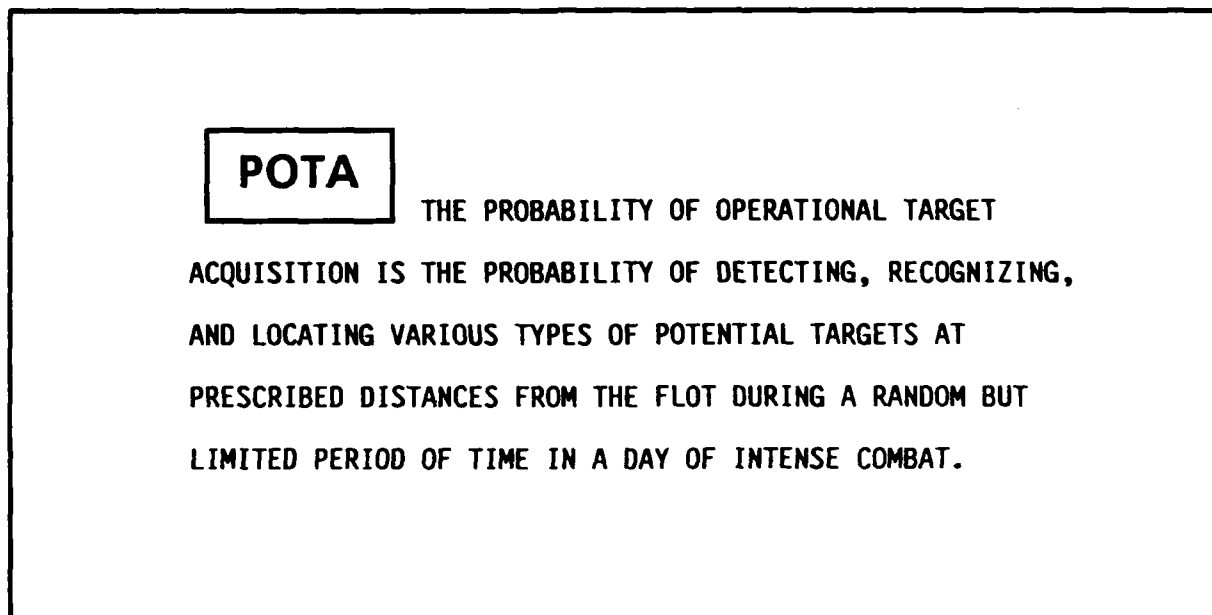 POTA
THE PROBABILITY OF OPERATIONAL TARGET
ACQUISITION IS THE PROBABILITY OF DETECTING, RECOGNIZING,
AND LOCATING VARIOUS TYPES OF POTENTIAL TARGETS AT
PRESCRIBED DISTANCES FROM THE FLOT DURING A RANDOM BUT
LIMITED PERIOD OF TIME IN A DAY OF INTENSE COMBAT.